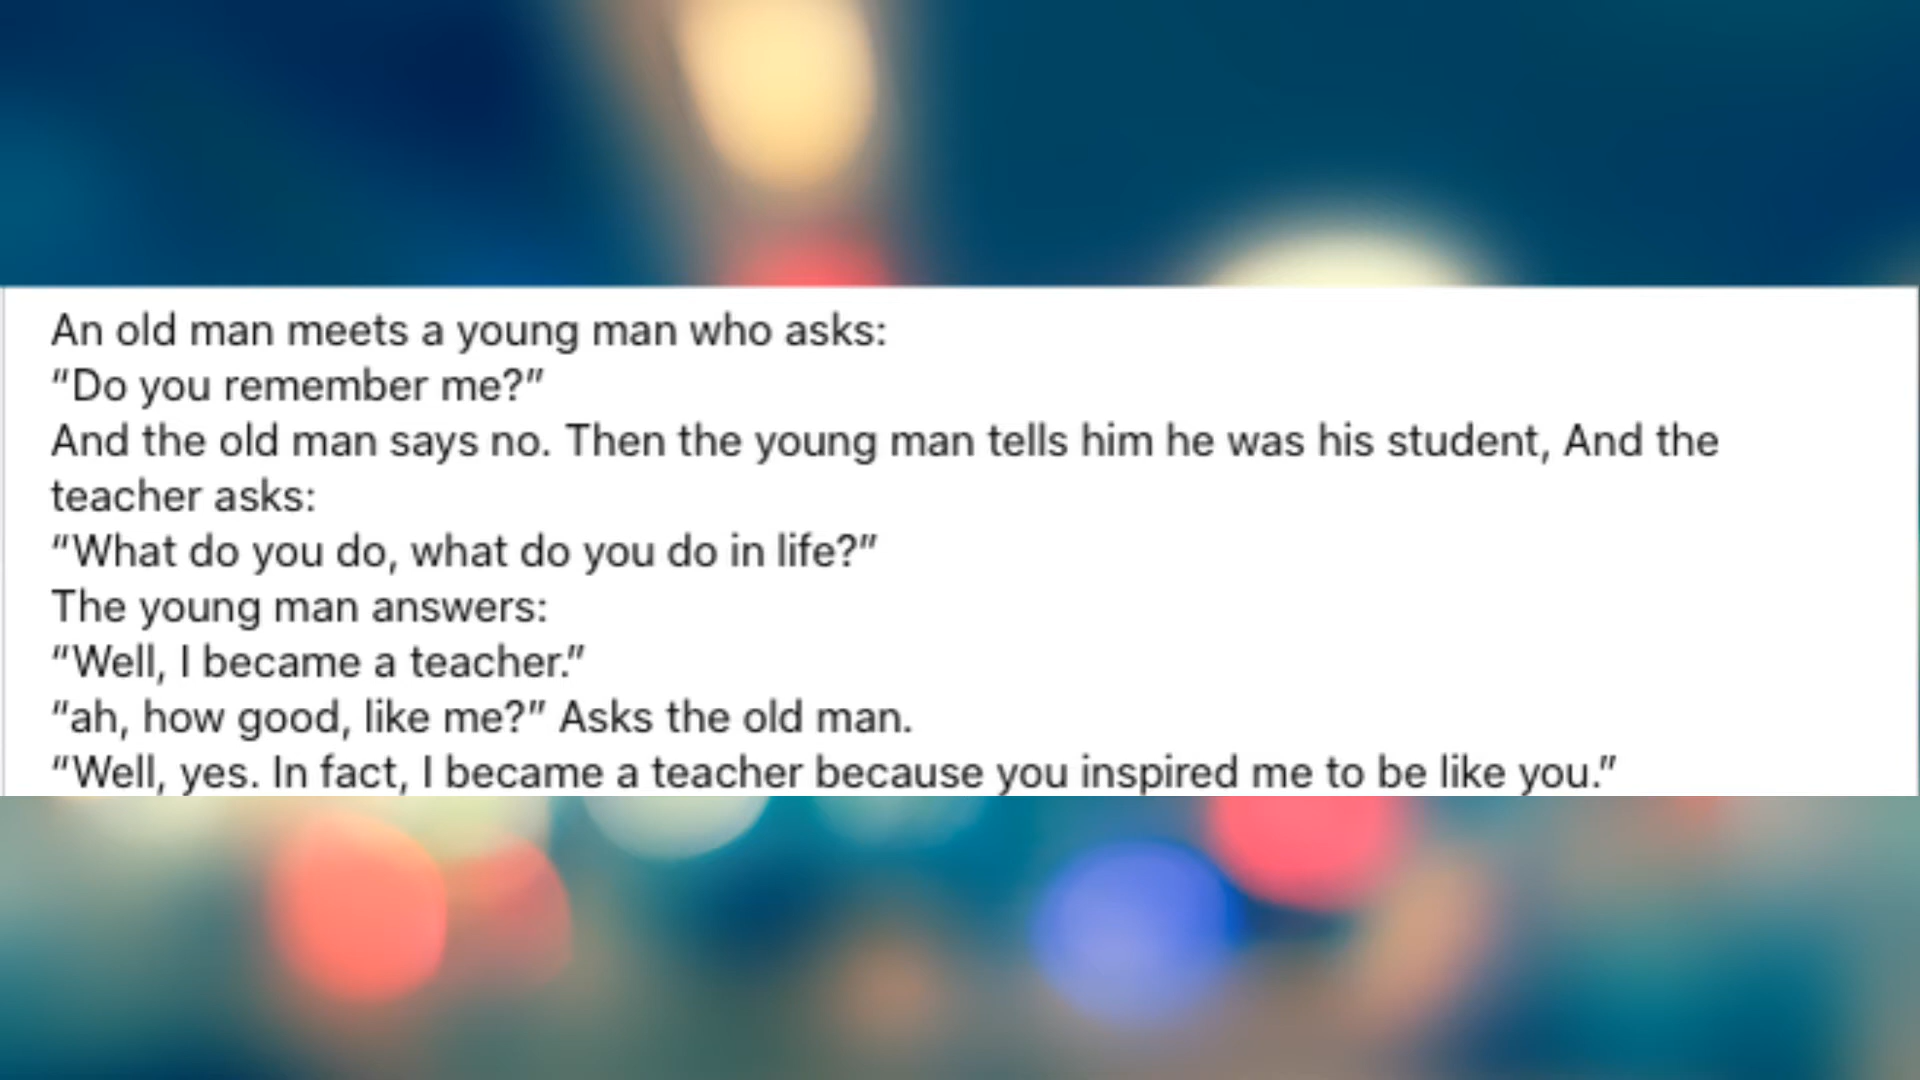 An old man meets a young man who asks:
“Do you remember me?”
And the old man says no. Then the young man tells him he was his student, And the
teacher asks:
“What do you do, what do you do in life?”
The young man answers:
“Well, I became a teacher.”
“ah, how good, like me?” Asks the old man.
“Well, yes. In fact, I became a teacher because you inspired me to be like you.”